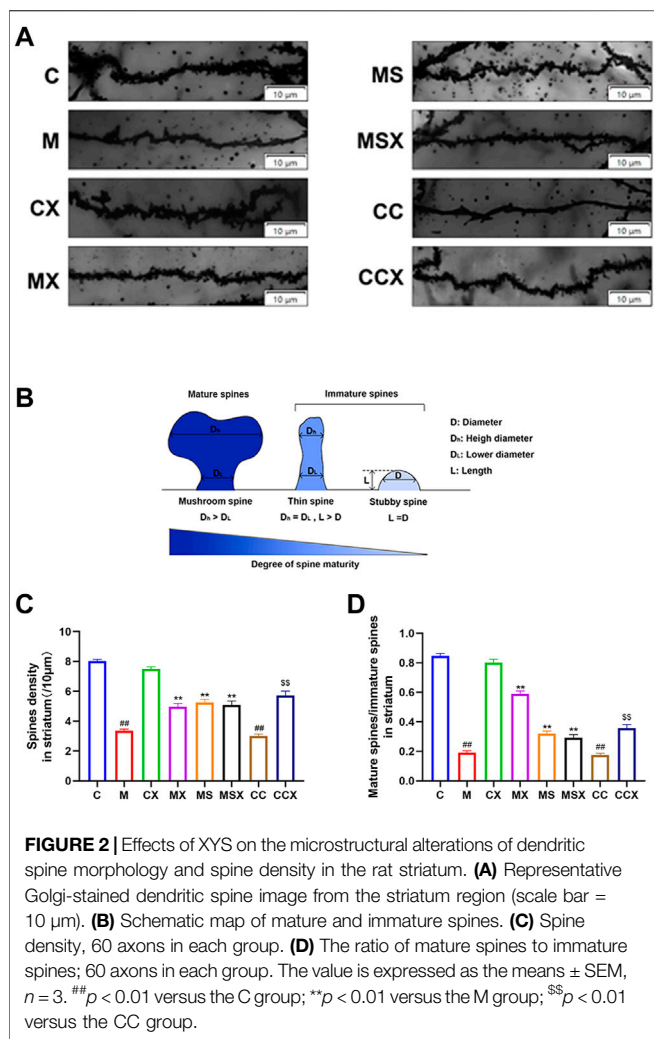 A
C
10 µm
M
10 µm
CX
10 µm
MX
10 µm
MS
10 µm
MSX
10 µm
CC
10 µm
CCX
10 µm
B
Mature spines
Immature spines
Dh
DL
Dh
DL
L
D
D: Diameter
Dh: Heigh diameter
DL: Lower diameter
L: Length
Mushroom spine
Thin spine
Stubby spine
Dh > DL
Dh = DL , L > D
L =D
Degree of spine maturity
C
Spines density
in striatum(/10µm)
10
8
6
4
2
0
##
**
**
**
##
$$
C M CX MX MS MSX CC CCX
D
Mature spines/immature spines
in striatum
1.0
0.8
0.6
0.4
0.2
0.0
##
**
**
**
##
$$
C M CX MX MS MSX CC CCX
FIGURE 2 | Effects of XYS on the microstructural alterations of dendritic
spine morphology and spine density in the rat striatum. (A) Representative
Golgi-stained dendritic spine image from the striatum region (scale bar =
10 µm). (B) Schematic map of mature and immature spines. (C) Spine
density, 60 axons in each group. (D) The ratio of mature spines to immature
spines; 60 axons in each group. The value is expressed as the means ± SEM,
n = 3. ##p < 0.01 versus the C group; **p < 0.01 versus the M group; $$p < 0.01
versus the CC group.